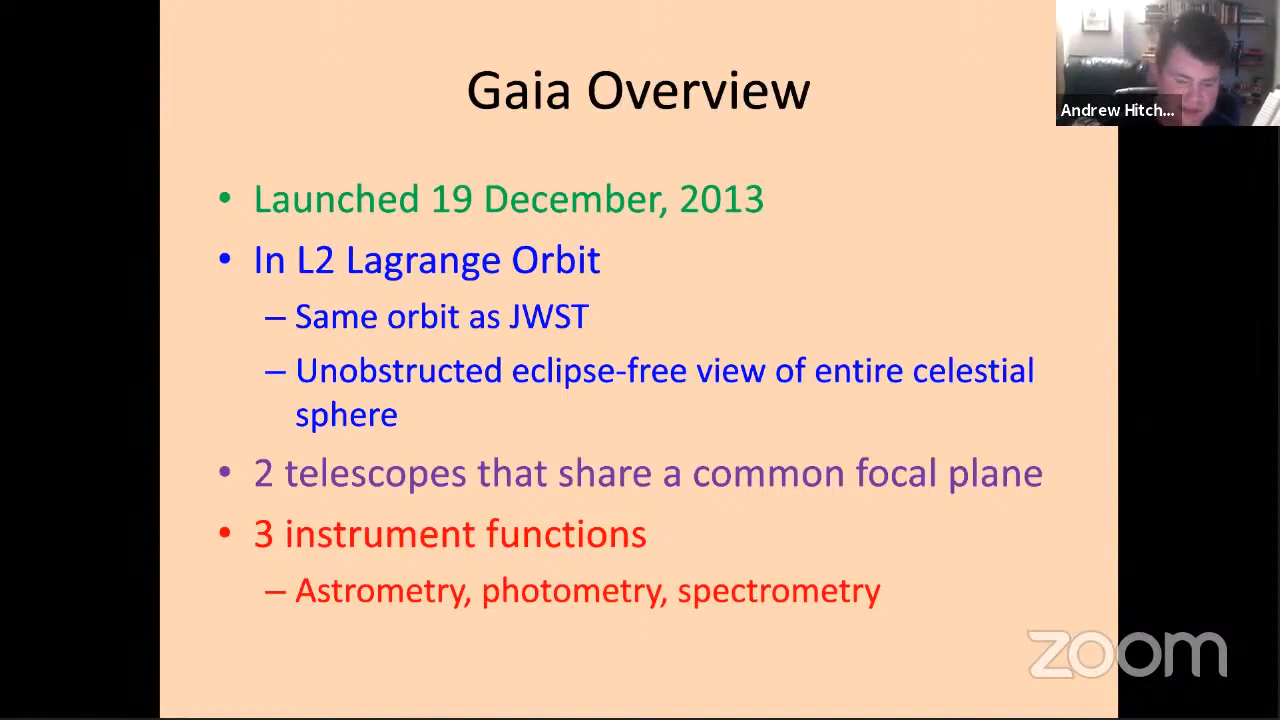 Gaia Overview
Andrew Hitch...
• Launched 19 December, 2013
• In L2 Lagrange Orbit
– Same orbit as JWST
– Unobstructed eclipse-free view of entire celestial
sphere
• 2 telescopes that share a common focal plane
• 3 instrument functions
– Astrometry, photometry, spectrometry
zoom